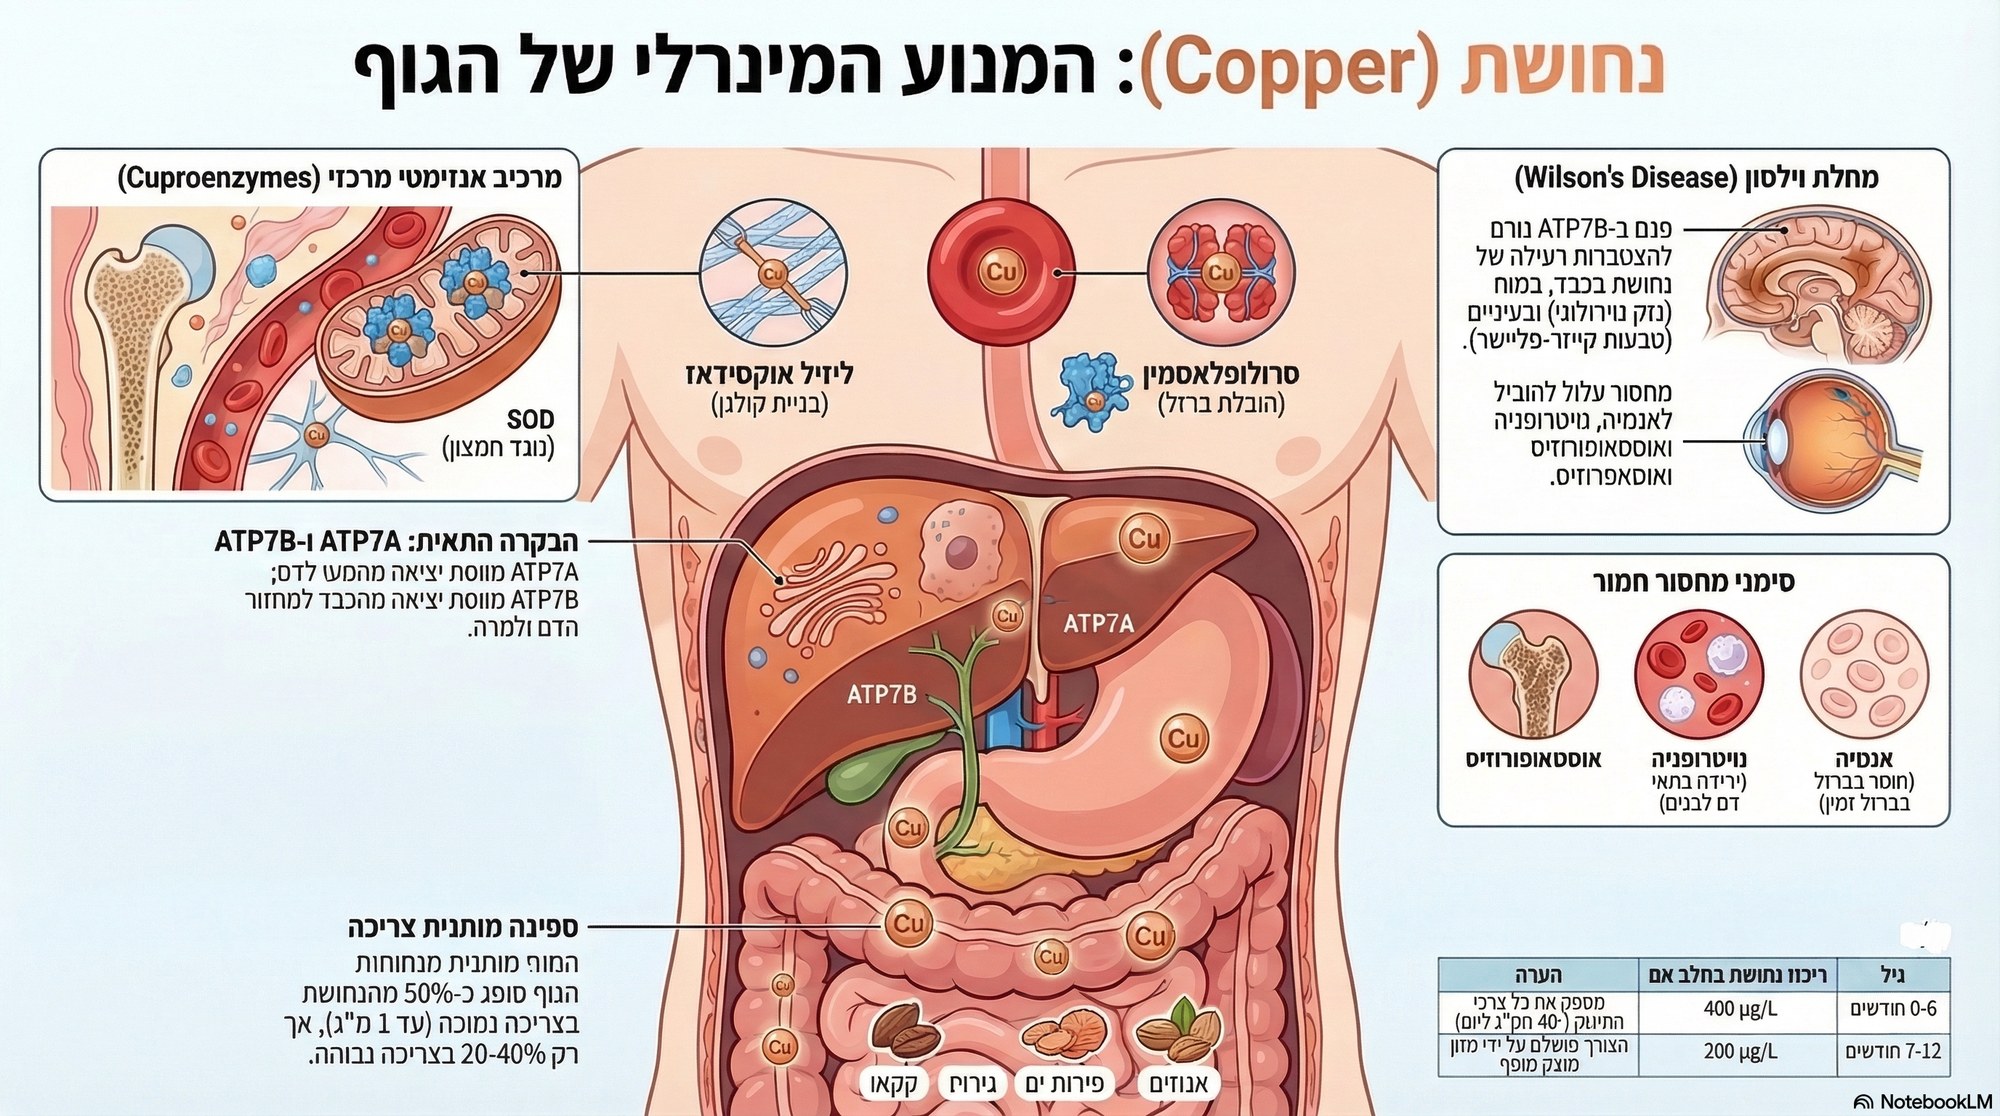 נחושת (Copper): המנוע המינרלי של הגוף
מחלת וילסון (Wilson's Disease)
פנם ב-ATP7B גורם
להצטברות רעילה של
נחושת בכבד, במוח
(נזק נוירולוגי) ובעיניים
(טבעות קייזר-פליישר).
מחסור עלול להוביל
לאנמיה, נויטרופניה
ואוססאופורוזיס
ואוסאפרוזיס.
סימני מחסור חמור
אנמיה
(חוסר בברזל
בברזל זמין)
נויטרופניה
(ירידה בתאי
דם לבנים)
אוסטאופורוזיס
גיל
ריכוז נחושת בחלב אם
הערה
0-6 חודשים
400 µg/L
מספק את כל צרכי
התינוק (40 מק"ג ליום)
7-12 חודשים
200 µg/L
הצורך פושלם על ידי מזון
מוצק מופף
מרכיב אנזימטי מרכזי (Cuproenzymes)
Cu
Cu
Cu
SOD
(נוגד חמצון)
Cu
ליזיל אוקסידאז
(בניית קולגן)
Cu
Cu
Cu
סרולופלאסמין
(הובלת ברזל)
הבקרה התאית: ATP7A ו-ATP7B
ATP7A מווסת יציאה מהמעי לדם;
ATP7B מווסת יציאה מהכבד למחזור
הדם ולמרה.
Cu
Cu
ATP7A
ATP7B
Cu
Cu
ספינה מותנית צריכה
מותנית
הגוף סופג כ-50% מהנחושת
בצריכה נמוכה (עד 1 מ"ג), אך
רק 20-40% בצריכה גבוהה.
Cu
Cu
Cu
Cu
Cu
אגוזים
פירות ים
קקאו
NotebookLM